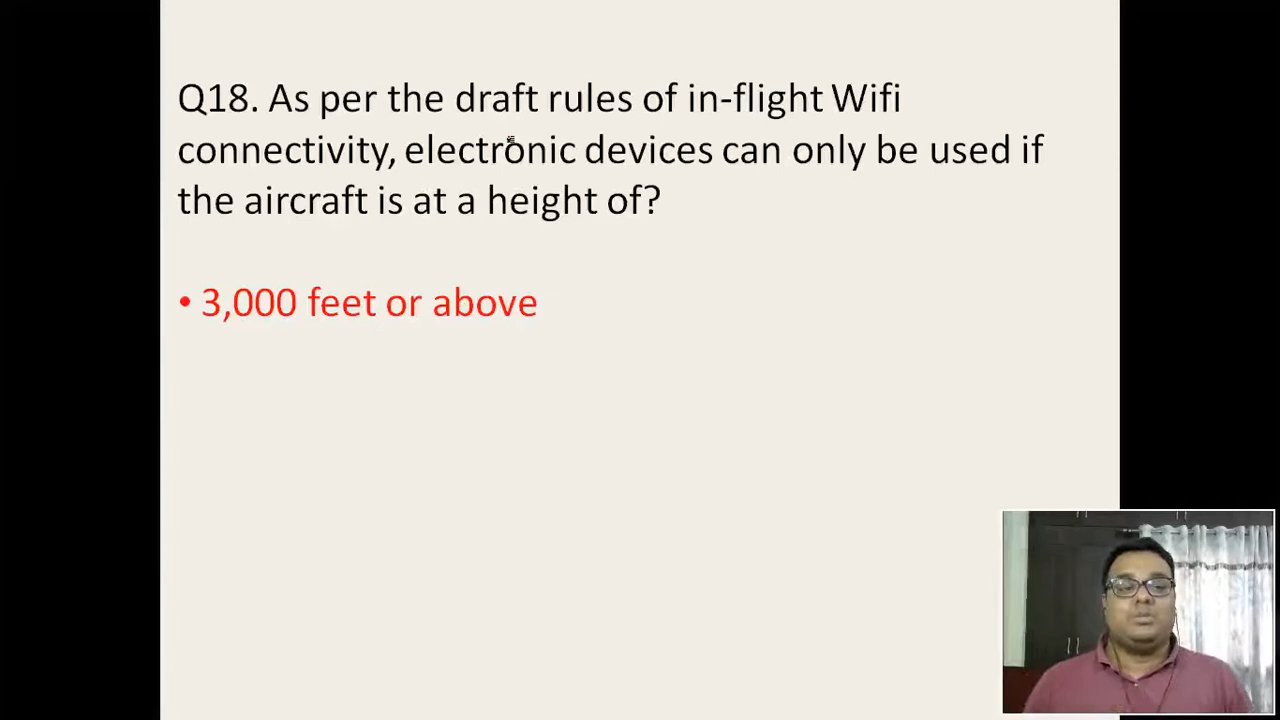 Q18. As per the draft rules of in-flight Wifi
connectivity, electronic devices can only be used if
the aircraft is at a height of?
• 3,000 feet or above